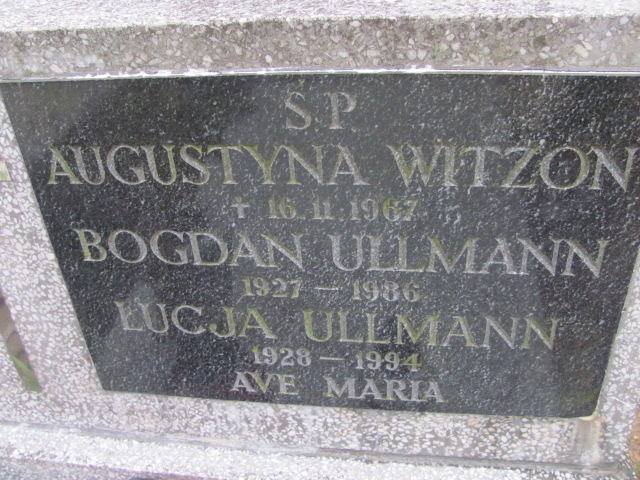 Ś.P.
AUGUSTYNA WITZON
+ 16.11.1967
BOGDAN ULLMANN
1927 — 1986
ŁUCJA ULLMANN
1928 — 1994
AVE MARIA